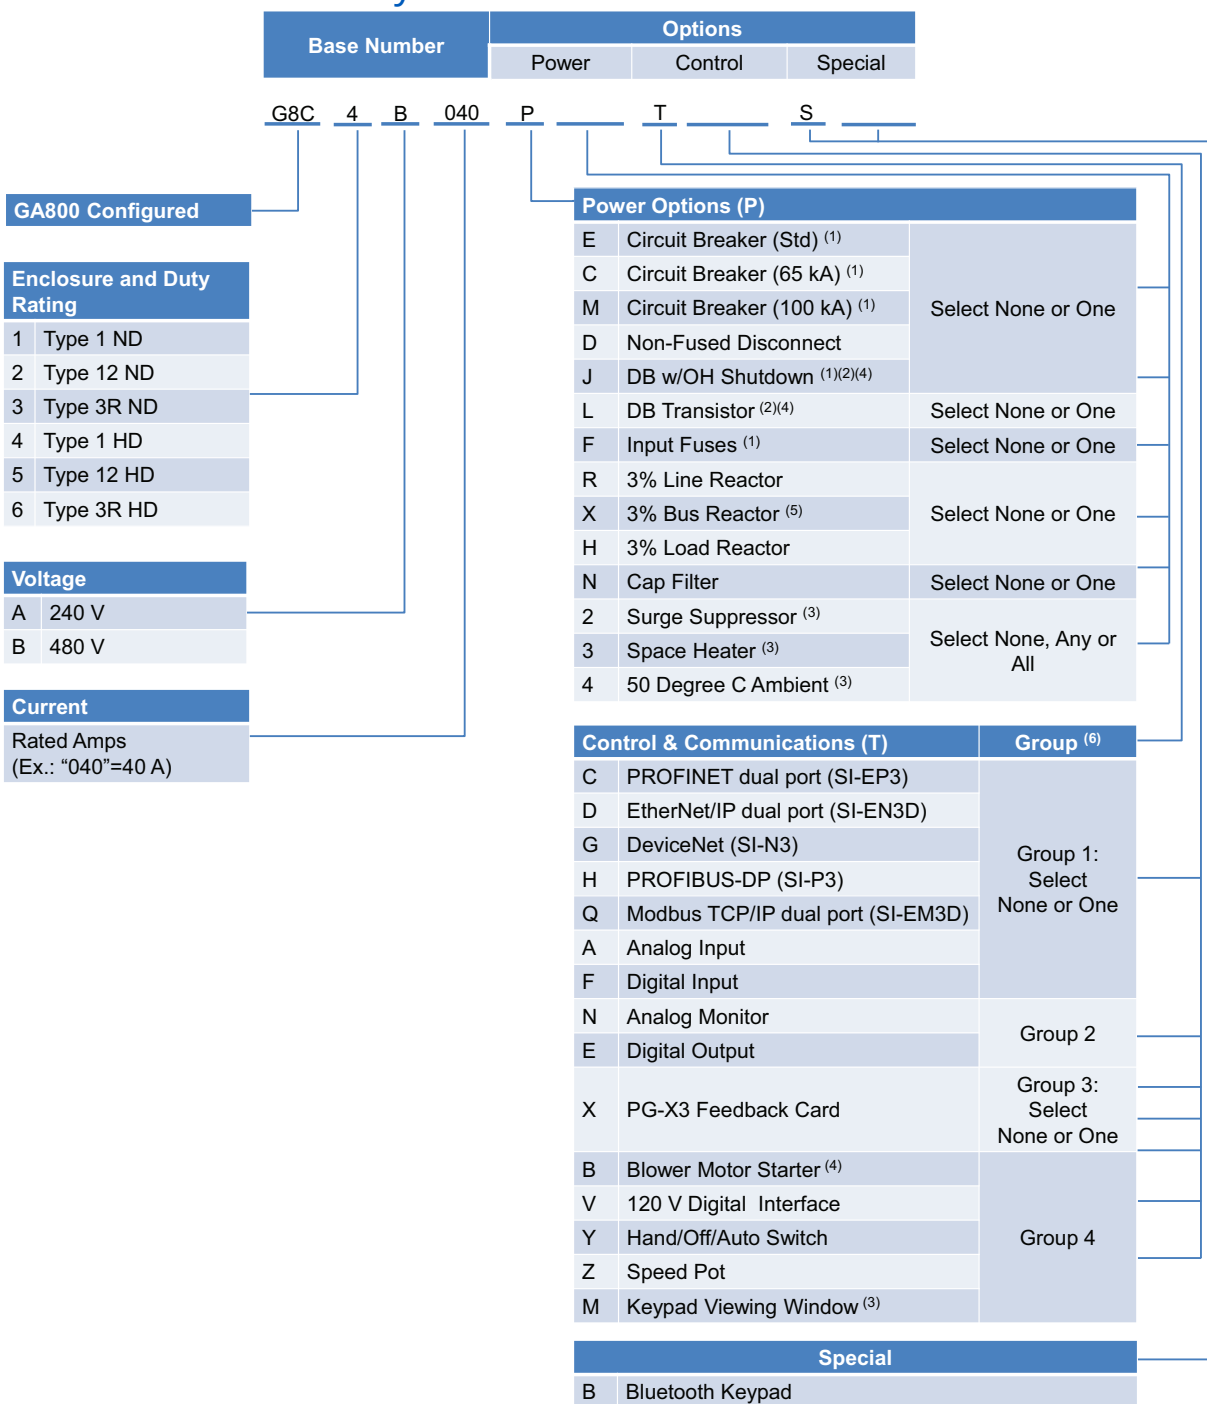 Base Number
Options
Power Control Special
G8C 4 B 040 P T S
GA800 Configured
Enclosure and Duty
Rating
1 Type 1 ND
2 Type 12 ND
3 Type 3R ND
4 Type 1 HD
5 Type 12 HD
6 Type 3R HD
Voltage
A 240 V
B 480 V
Current
Rated Amps
(Ex.: “040”=40 A)
Power Options (P)
E Circuit Breaker (Std) (1)
C Circuit Breaker (65 kA) (1)
M Circuit Breaker (100 kA) (1)
D Non-Fused Disconnect
J DB w/OH Shutdown (1)(2)(4)
Select None or One
L DB Transistor (2)(4) Select None or One
F Input Fuses (1) Select None or One
R 3% Line Reactor
X 3% Bus Reactor (5)
H 3% Load Reactor
Select None or One
N Cap Filter Select None or One
2 Surge Suppressor (3)
3 Space Heater (3)
4 50 Degree C Ambient (3)
Select None, Any or
All
Control & Communications (T) Group (6)
C PROFINET dual port (SI-EP3)
D EtherNet/IP dual port (SI-EN3D)
G DeviceNet (SI-N3)
H PROFIBUS-DP (SI-P3)
Q Modbus TCP/IP dual port (SI-EM3D)
A Analog Input
F Digital Input
Group 1:
Select
None or One
N Analog Monitor
E Digital Output
Group 2
X PG-X3 Feedback Card
Group 3:
Select
None or One
B Blower Motor Starter (4)
V 120 V Digital Interface
Y Hand/Off/Auto Switch
Z Speed Pot
M Keypad Viewing Window (3)
Group 4
Special
B Bluetooth Keypad